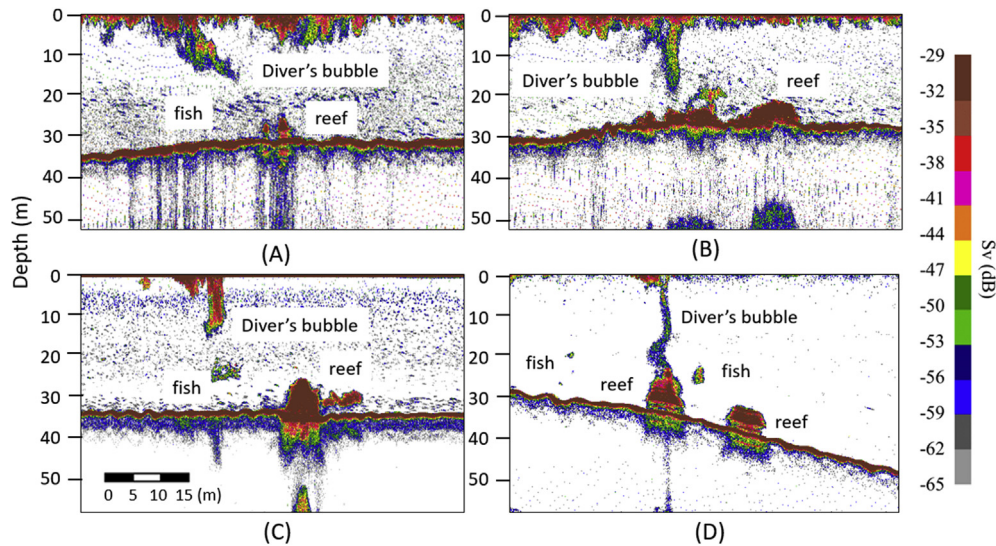 0
10
20
30
40
50
Diver's bubble
fish
reef
(A)
0
10
20
30
40
50
Diver's bubble
reef
(B)
0
10
20
30
40
50
Diver's bubble
fish
reef
0 5 10 15 (m)
(C)
0
10
20
30
40
50
Diver's bubble
fish
reef
fish
reef
(D)
Depth (m)
-29
-32
-35
-38
-41
-44
-47
-50
-53
-56
-59
-62
-65
Sv (dB)